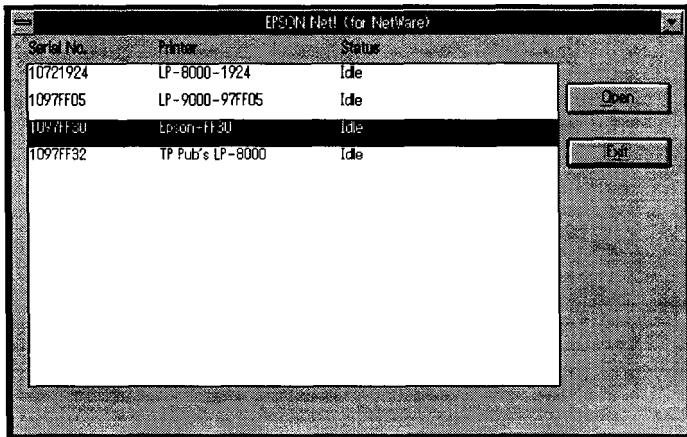 EPSON Net! (for NetWare)
Serial No. Printer Status
10721924 LP-8000-1924 Idle
1097FF05 LP-9000-97FF05 Idle
1097FF30 Epson-FF30 Idle
1097FF32 TP Pub's LP-8000 Idle
Open
Exit